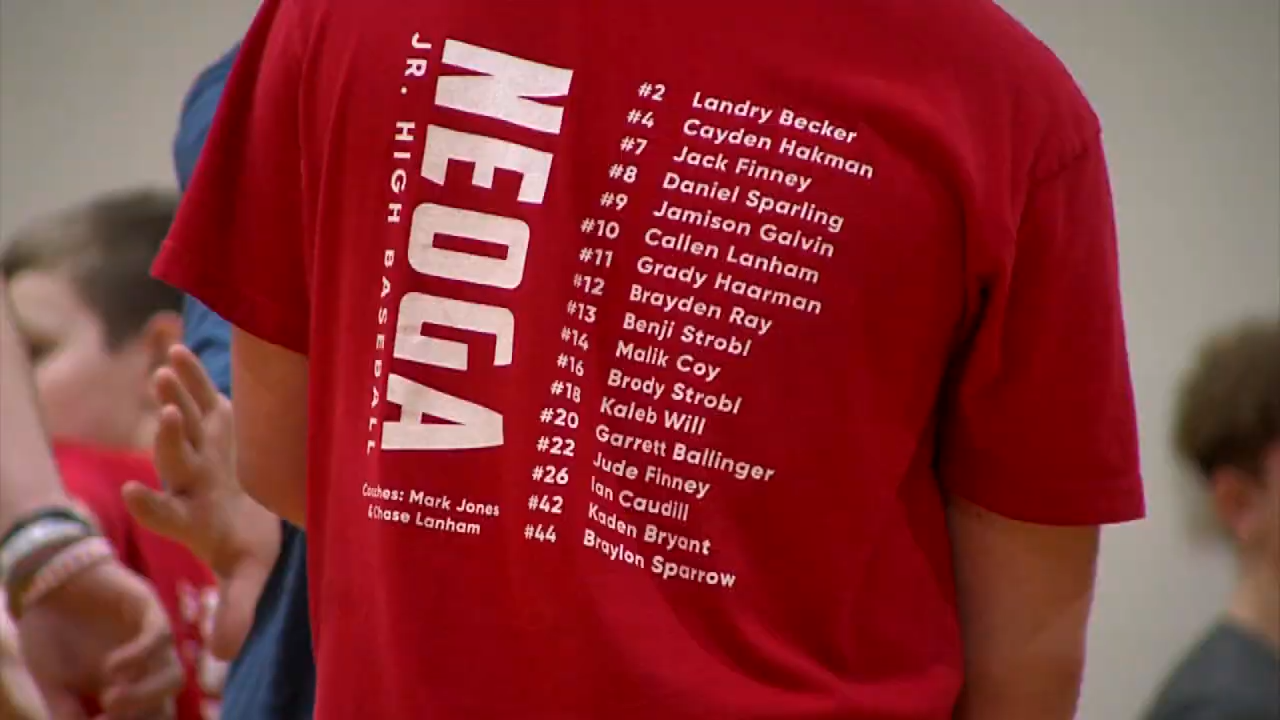 NEOGA
JR. HIGH BASEBALL
#2 Landry Becker
#4 Cayden Hakman
#7 Jack Finney
#8 Daniel Sparling
#9 Jamison Galvin
#10 Callen Lanham
#11 Grady Haarman
#12 Brayden Ray
#13 Benji Strobl
#14 Malik Coy
#16 Brody Strobl
#18 Kaleb Will
#20 Garrett Ballinger
#22 Jude Finney
#26 Ian Caudill
#42 Kaden Bryant
#44 Braylon Sparrow
Coaches: Mark Jones
& Chase Lanham